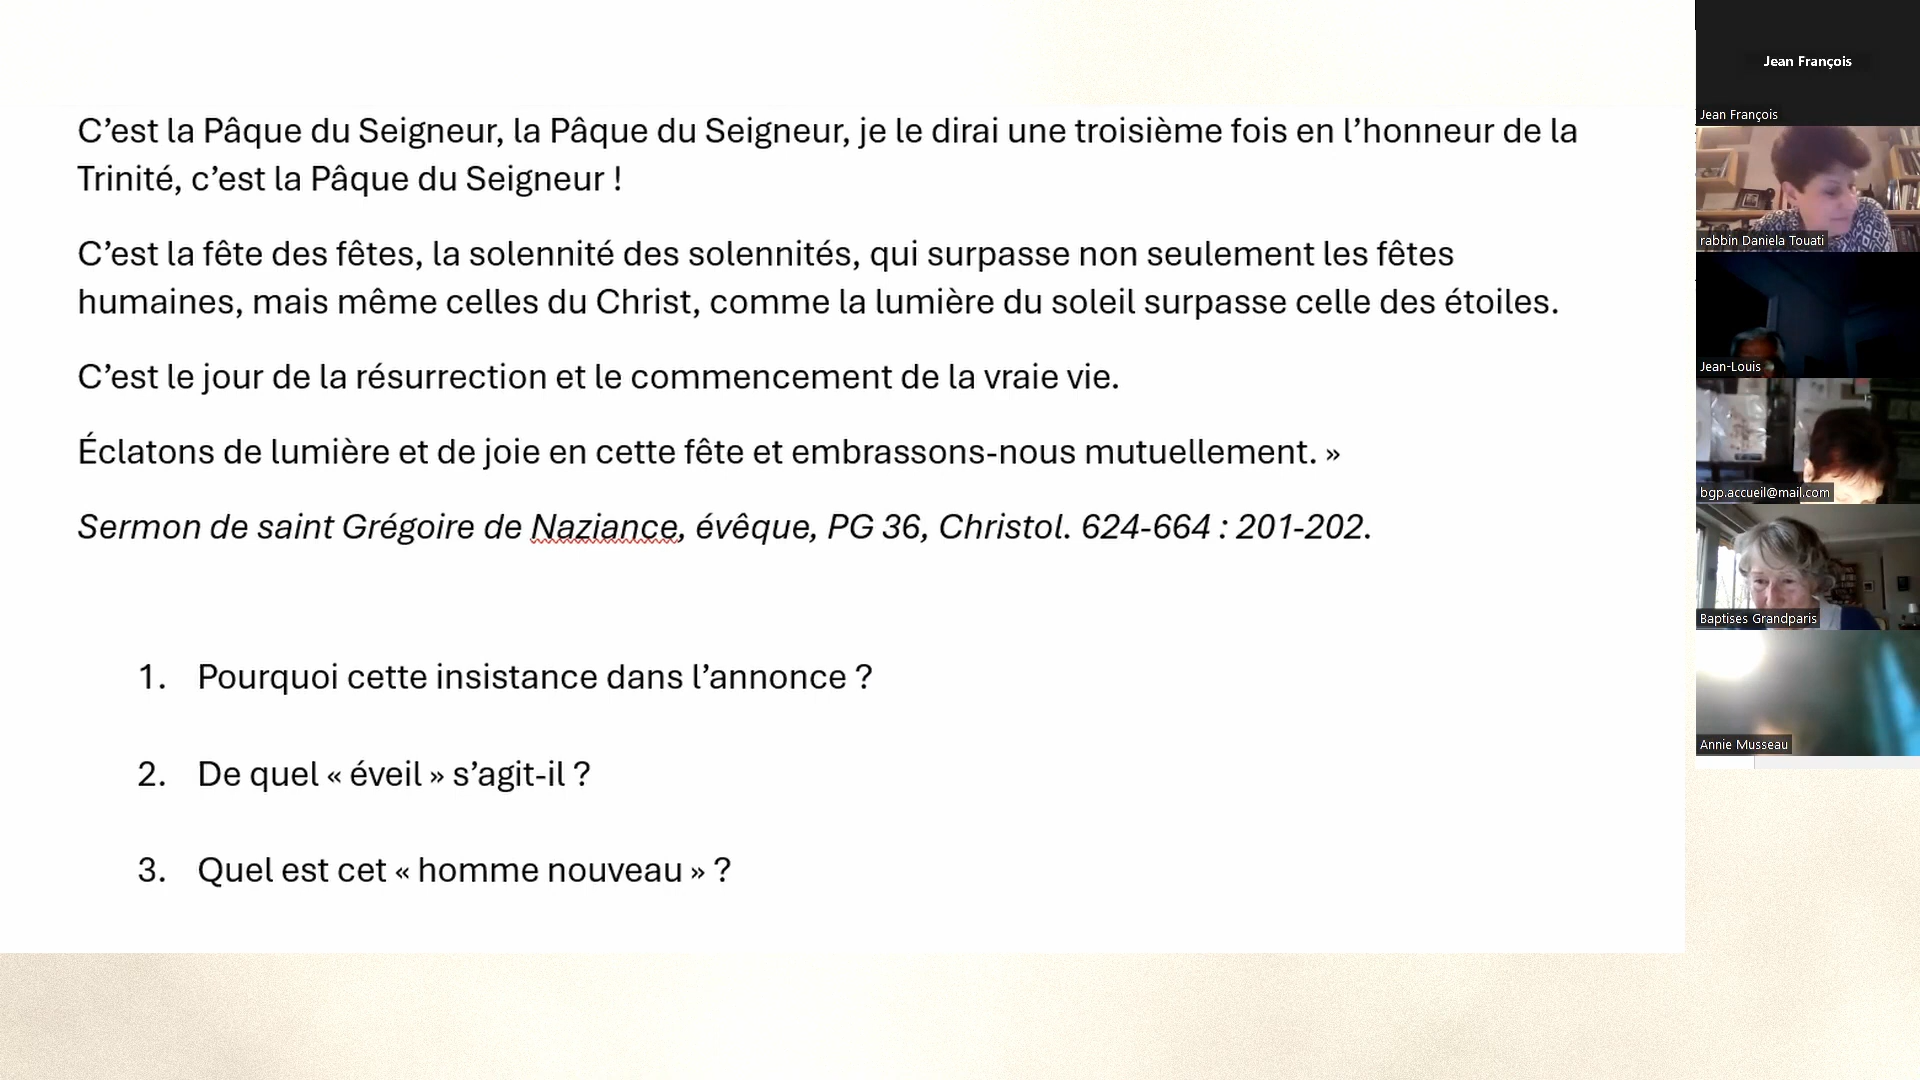 C’est la Pâque du Seigneur, la Pâque du Seigneur, je le dirai une troisième fois en l’honneur de la
Trinité, c’est la Pâque du Seigneur !
C’est la fête des fêtes, la solennité des solennités, qui surpasse non seulement les fêtes
humaines, mais même celles du Christ, comme la lumière du soleil surpasse celle des étoiles.
C’est le jour de la résurrection et le commencement de la vraie vie.
Éclatons de lumière et de joie en cette fête et embrassons-nous mutuellement. »
Sermon de saint Grégoire de Naziance, évêque, PG 36, Christol. 624-664 : 201-202.
1. Pourquoi cette insistance dans l’annonce ?
2. De quel « éveil » s’agit-il ?
3. Quel est cet « homme nouveau » ?
Jean François
Jean François
rabbin Daniela Touati
Jean-Louis
bgp.accueil@mail.com
Baptises Grandparis
Annie Musseau